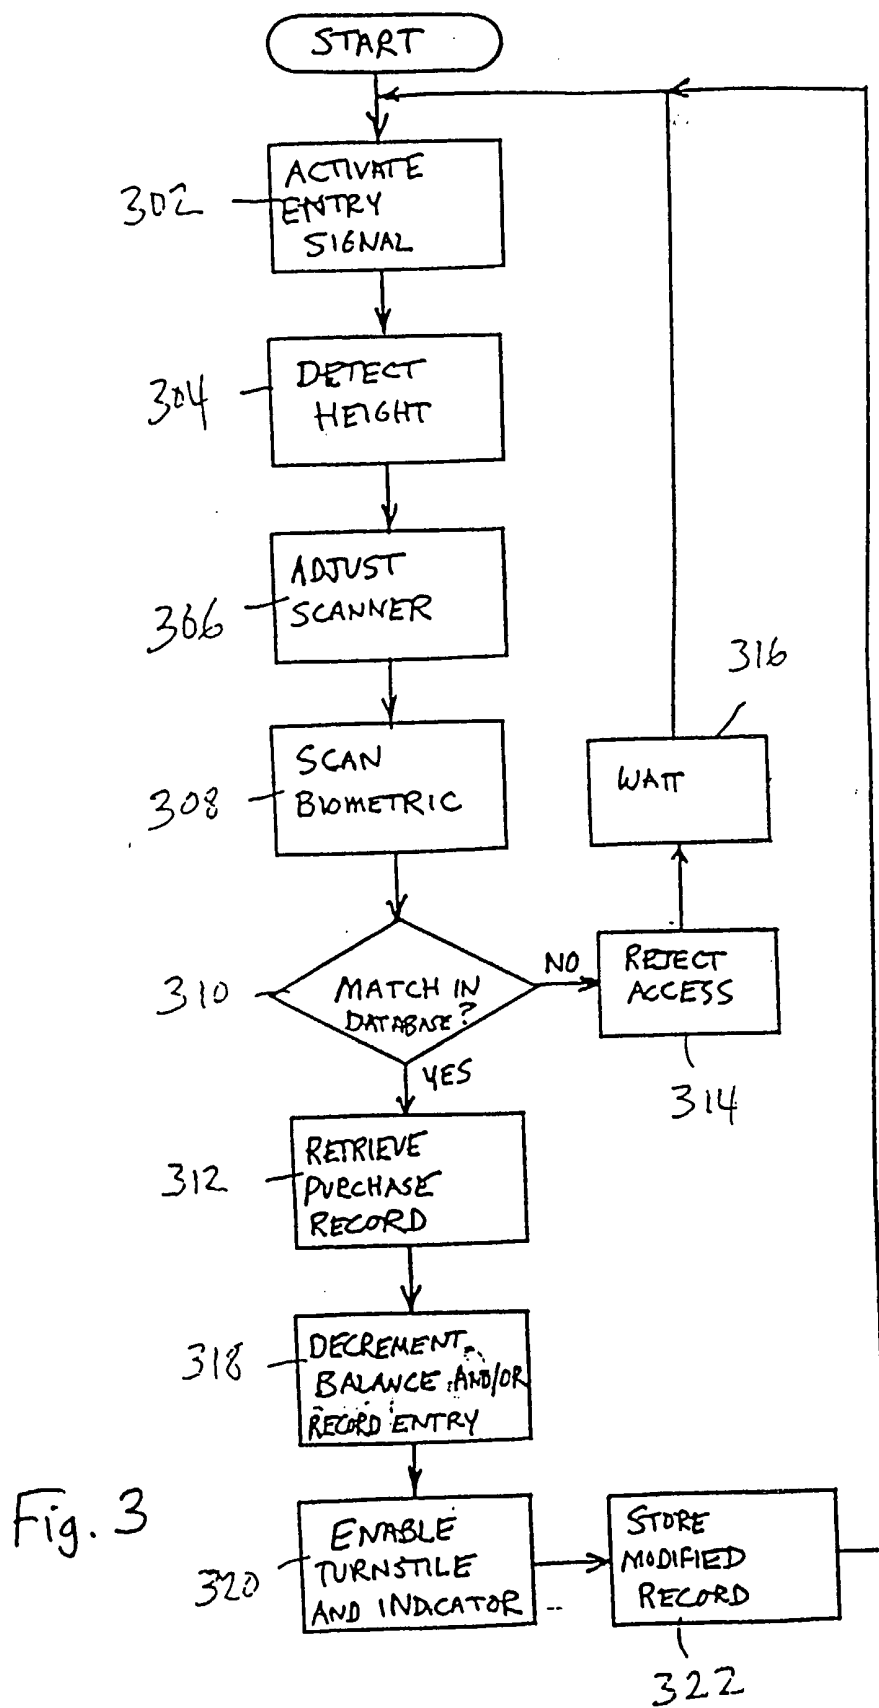 START
302
ACTIVATE
ENTRY
SIGNAL
304
DETECT
HEIGHT
306
ADJUST
SCANNER
308
SCAN
BIOMETRIC
316
WAIT
310
MATCH IN
DATABASE?
NO
REJECT
ACCESS
314
YES
312
RETRIEVE
PURCHASE
RECORD
318
DECREMENT
BALANCE AND/OR
RECORD ENTRY
Fig. 3
320
ENABLE
TURNSTILE
AND INDICATOR
STORE
MODIFIED
RECORD
322